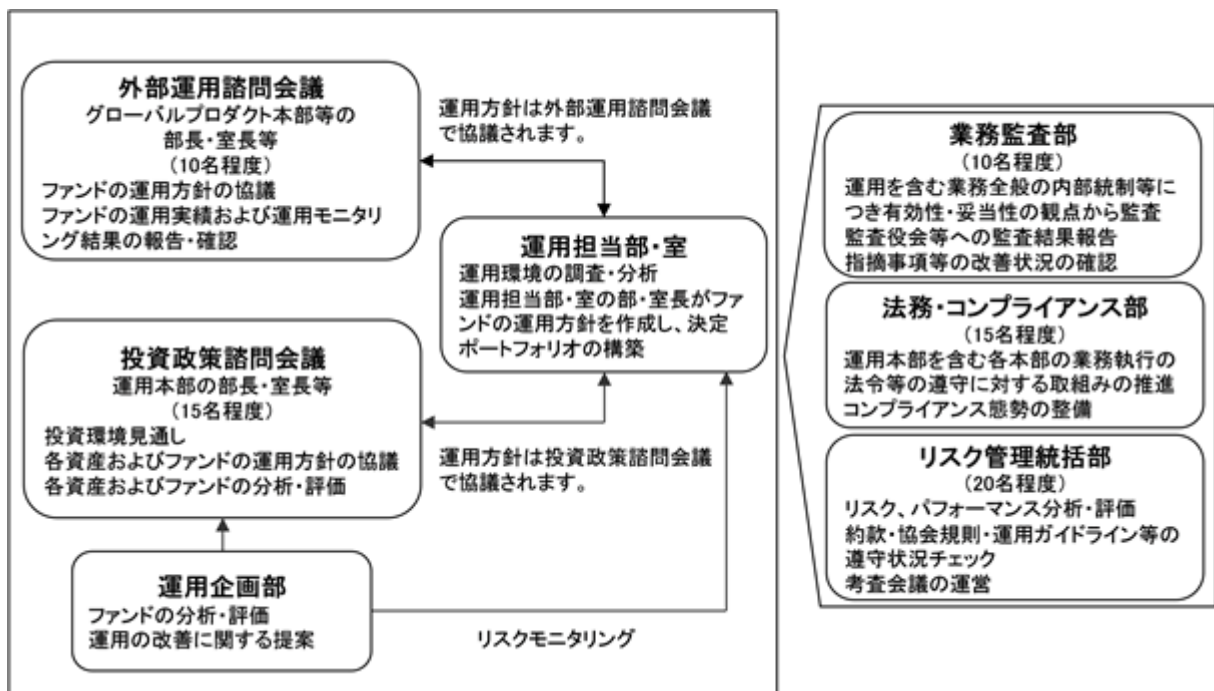 外部運用諮問会議
グローバルプロダクト本部等の
部長・室長等
(10名程度)
ファンドの運用方針の協議
ファンドの運用実績および運用モニタリ
ング結果の報告・確認
運用方針は外部運用諮問会議
で協議されます。
運用担当部・室
運用環境の調査・分析
運用担当部・室の部・室長がファ
ンドの運用方針を作成し、決定
ポートフォリオの構築
投資政策諮問会議
運用本部の部長・室長等
(15名程度)
投資環境見通し
各資産およびファンドの運用方針の協議
各資産およびファンドの分析・評価
運用方針は投資政策諮問会議
で協議されます。
運用企画部
ファンドの分析・評価
運用の改善に関する提案
リスクモニタリング
業務監査部
(10名程度)
運用を含む業務全般の内部統制等に
つき有効性・妥当性の観点から監査
監査役会等への監査結果報告
指摘事項等の改善状況の確認
法務・コンプライアンス部
(15名程度)
運用本部を含む各本部の業務執行の
法令等の遵守に対する取組みの推進
コンプライアンス態勢の整備
リスク管理統括部
(20名程度)
リスク、パフォーマンス分析・評価
約款・協会規則・運用ガイドライン等の
遵守状況チェック
考査会議の運営